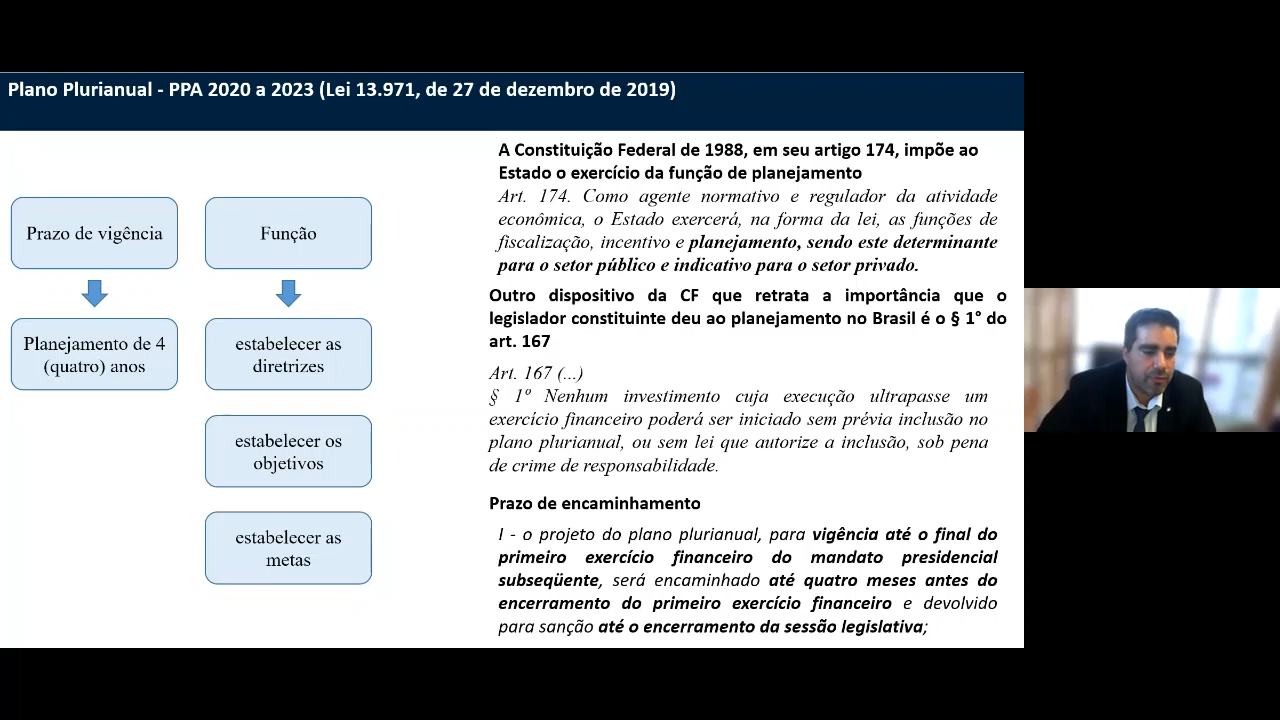 Plano Plurianual - PPA 2020 a 2023 (Lei 13.971, de 27 de dezembro de 2019)
Prazo de vigência
Planejamento de 4
(quatro) anos
Função
estabelecer as
diretrizes
estabelecer os
objetivos
estabelecer as
metas
A Constituição Federal de 1988, em seu artigo 174, impõe ao
Estado o exercício da função de planejamento
Art. 174. Como agente normativo e regulador da atividade
econômica, o Estado exercerá, na forma da lei, as funções de
fiscalização, incentivo e planejamento, sendo este determinante
para o setor público e indicativo para o setor privado.
Outro dispositivo da CF que retrata a importância que o
legislador constituinte deu ao planejamento no Brasil é o § 1° do
art. 167
Art. 167 (...)
§ 1º Nenhum investimento cuja execução ultrapasse um
exercício financeiro poderá ser iniciado sem prévia inclusão no
plano plurianual, ou sem lei que autorize a inclusão, sob pena
de crime de responsabilidade.
Prazo de encaminhamento
I - o projeto do plano plurianual, para vigência até o final do
primeiro exercício financeiro do mandato presidencial
subseqüente, será encaminhado até quatro meses antes do
encerramento do primeiro exercício financeiro e devolvido
para sanção até o encerramento da sessão legislativa;